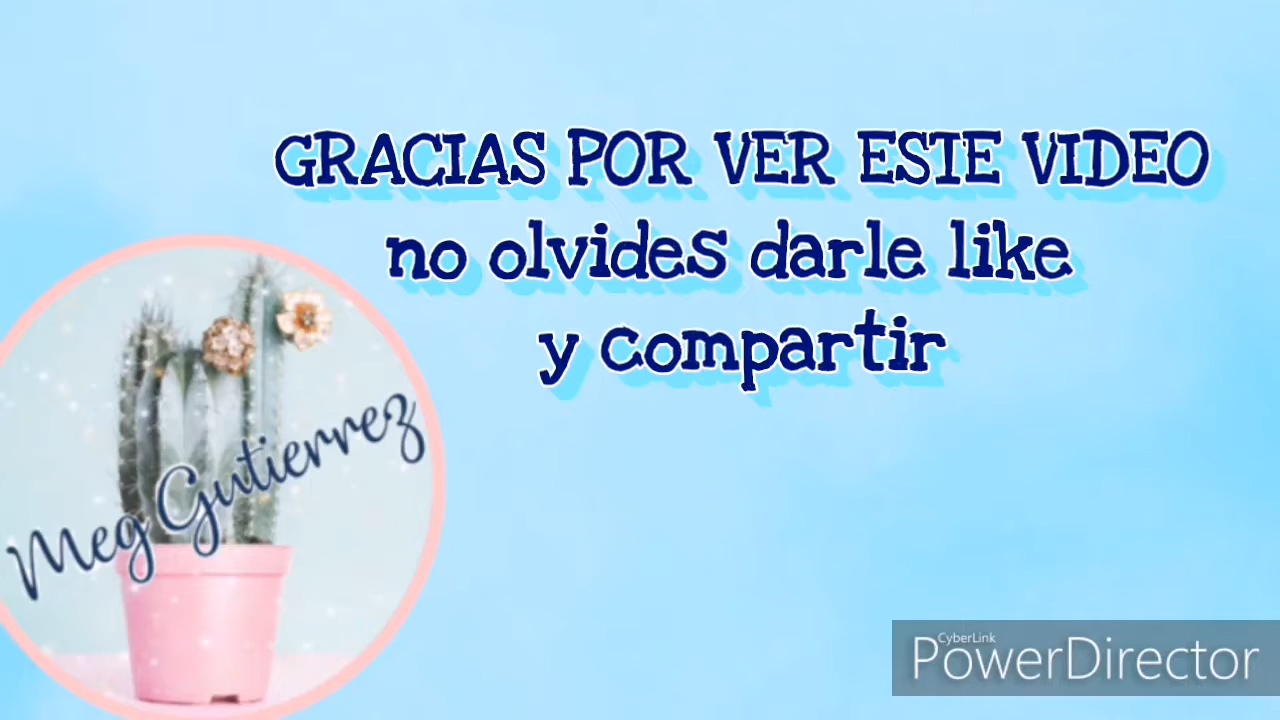 GRACIAS POR VER ESTE VIDEO
no olvides darle like
y compartir
Meg Gutierrez
CyberLink
PowerDirector